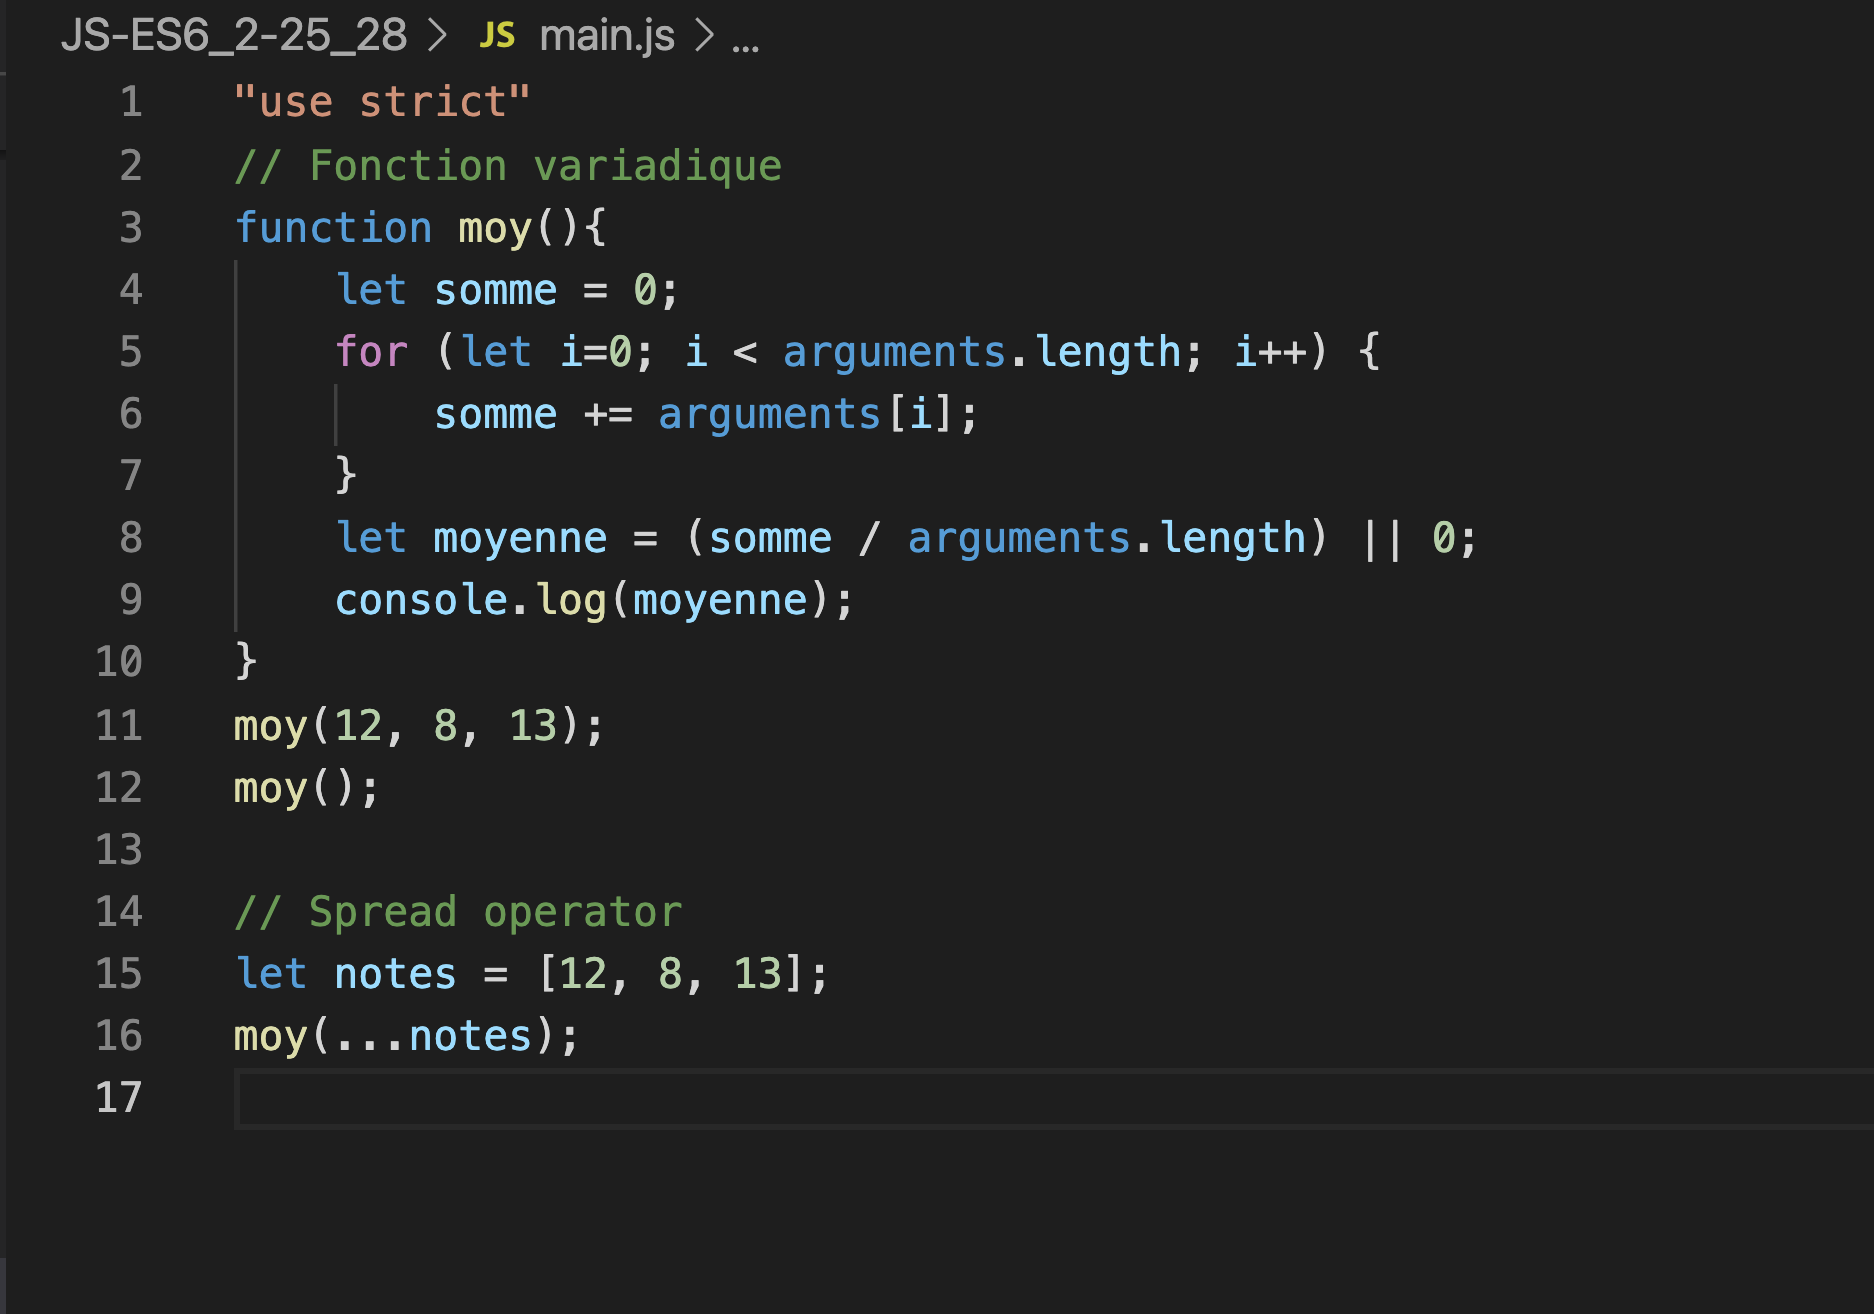 JS-ES6_2-25_28 > JS main.js > ...
1 "use strict"
2 // Fonction variadique
3 function moy(){
4     let somme = 0;
5     for (let i=0; i < arguments.length; i++) {
6         somme += arguments[i];
7     }
8     let moyenne = (somme / arguments.length) || 0;
9     console.log(moyenne);
10 }
11 moy(12, 8, 13);
12 moy();
13
14 // Spread operator
15 let notes = [12, 8, 13];
16 moy(...notes);
17